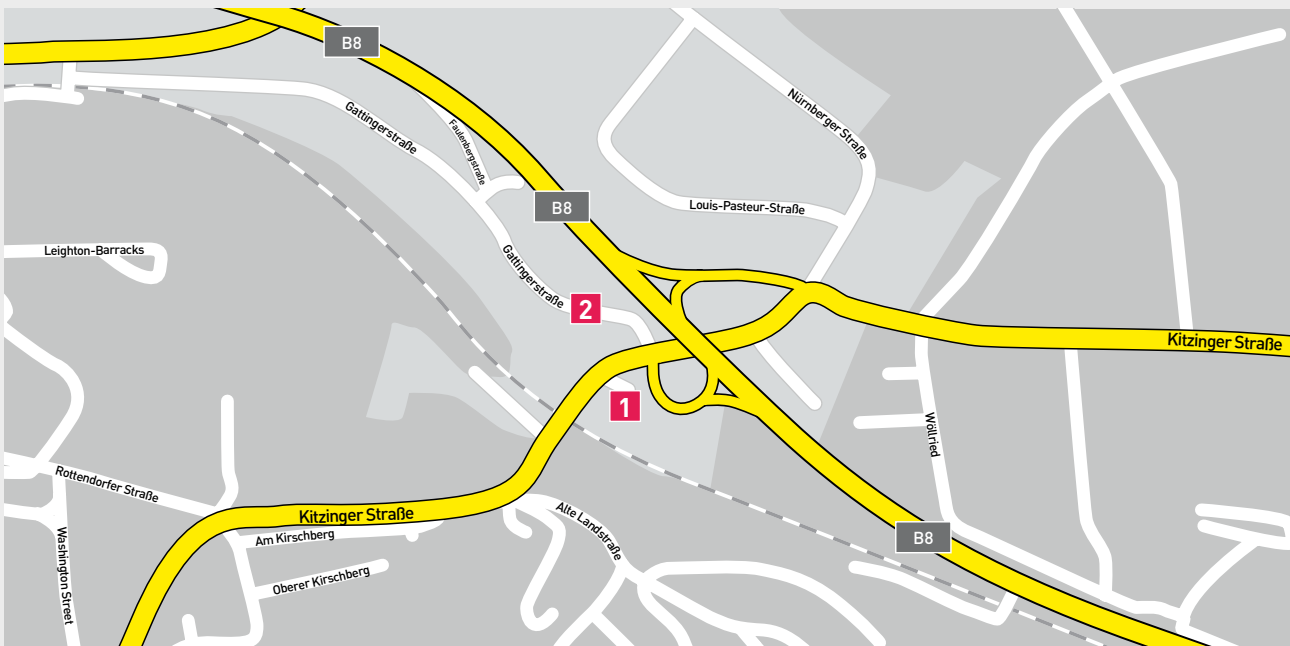 B8
Gattingerstraße
Faulenbergstraße
Nürnberger Straße
B8
Louis-Pasteur-Straße
Leighton-Barracks
Gattingerstraße
2
Kitzinger Straße
1
Wöllried
Rottendorfer Straße
Kitzinger Straße
Alte Landstraße
Am Kirschberg
B8
Washington Street
Oberer Kirschberg